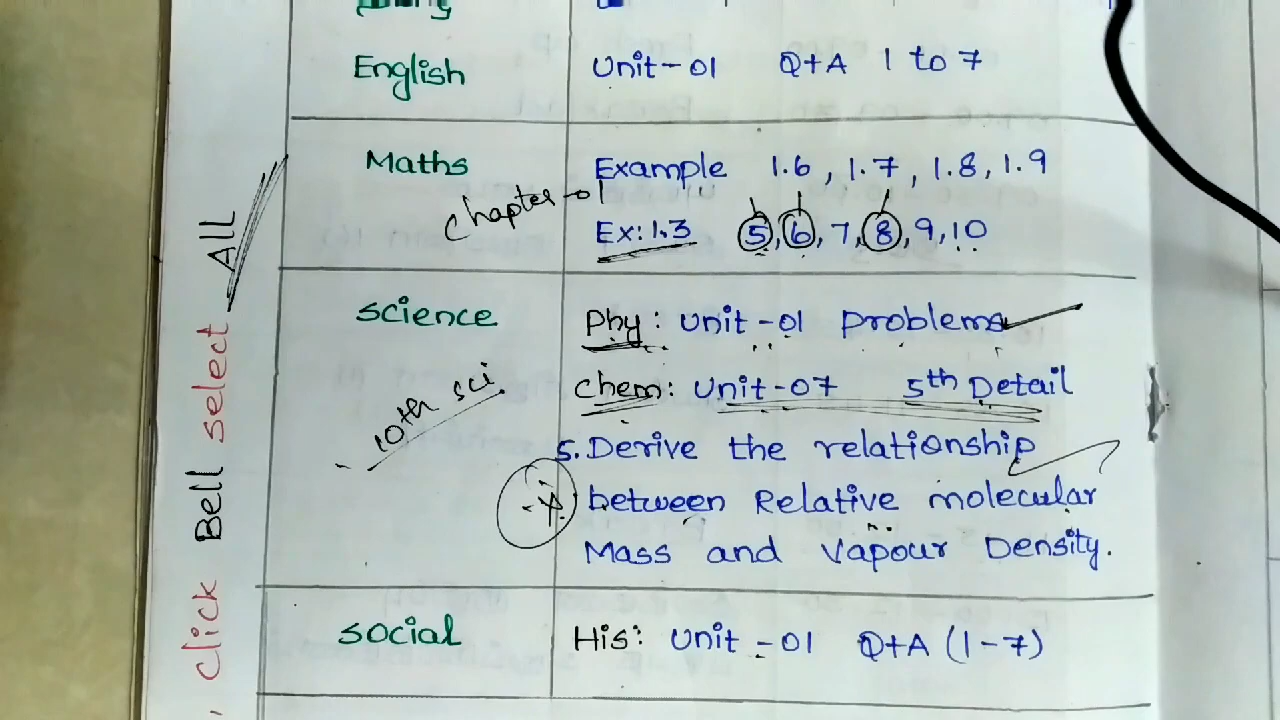 English Unit-01 Q+A 1 to 7
Maths Example 1.6, 1.7, 1.8, 1.9
Chapter-01
Ex: 1.3 5, 6, 7, 8, 9, 10
Science Phy: Unit-01 Problems
10th sci.
Chem: Unit-07 5th Detail
5. Derive the relationship
between Relative molecular
Mass and Vapour Density.
Social His: Unit-01 Q+A (1-7)
, click Bell select All